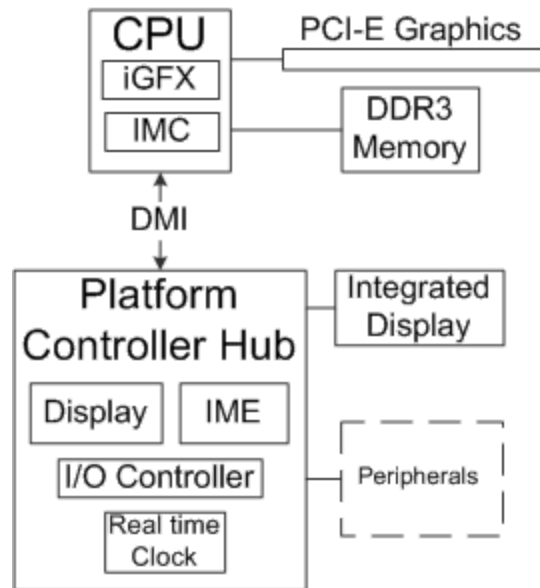 CPU
iGFX
IMC
PCI-E Graphics
DDR3
Memory
DMI
Platform
Controller Hub
Display
IME
I/O Controller
Real time
Clock
Integrated
Display
Peripherals